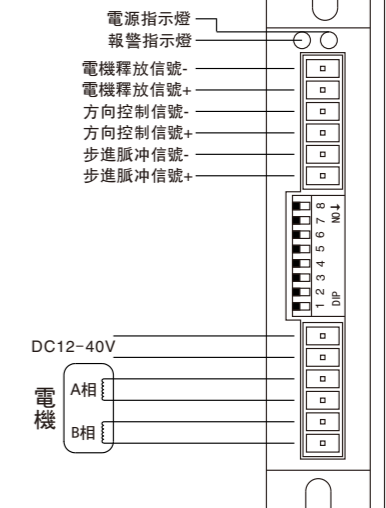 電源指示燈
報警指示燈
電機釋放信號-
電機釋放信號+
方向控制信號-
方向控制信號+
步進脈冲信號-
步進脈冲信號+
1 2 3 4 5 6 7 8
DIP
NO↓
DC12-40V
電機
A相
B相